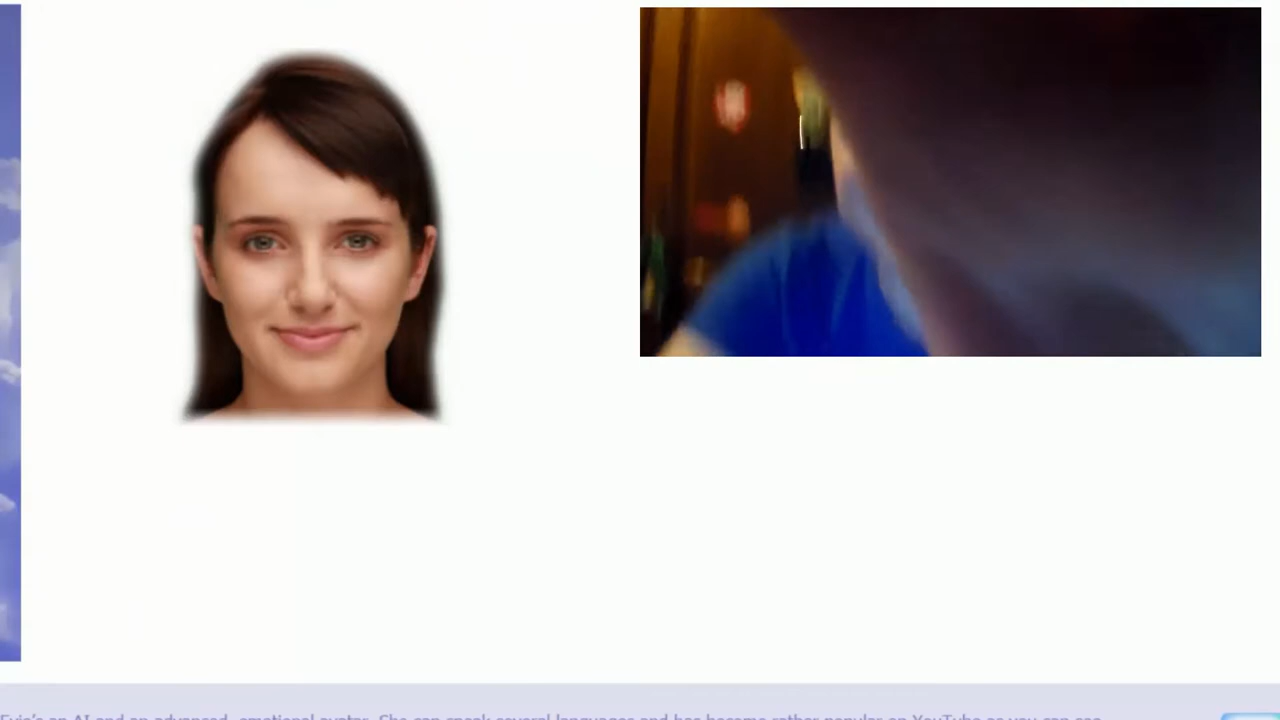 Evie's an AI and an advanced, emotional avatar. She can speak several languages and has become rather popular on YouTube as you can see